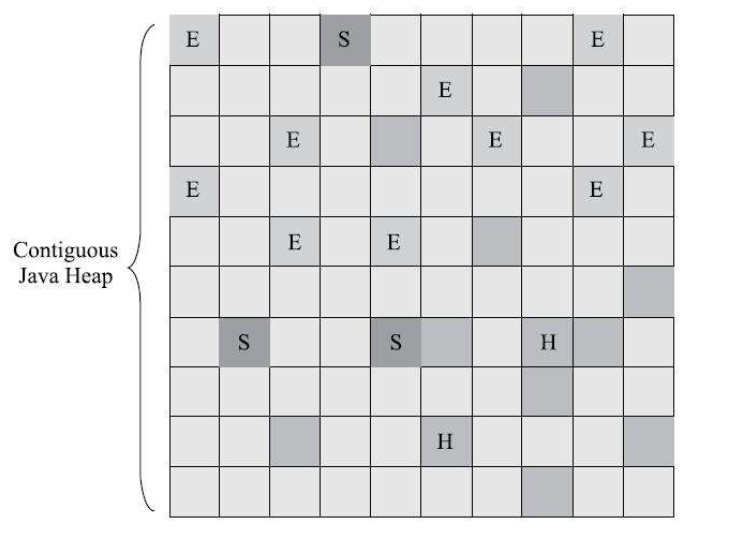 E S E
E
E E E
E E
E E
Contiguous
Java Heap
S S H
H